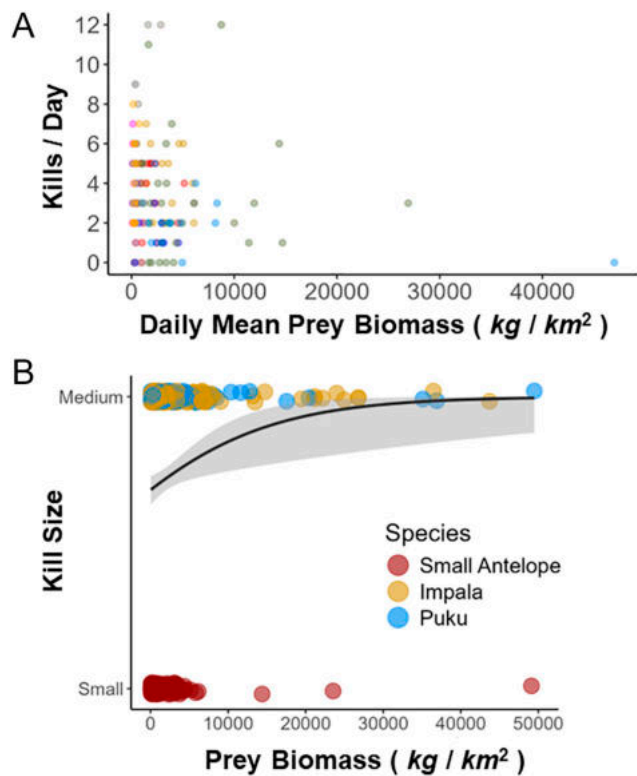 A
Kills / Day
12
10
8
6
4
2
0
0 10000 20000 30000 40000
Daily Mean Prey Biomass ( kg / km² )
B
Kill Size
Medium
Species
Small Antelope
Impala
Puku
Small
0 10000 20000 30000 40000 50000
Prey Biomass ( kg / km² )